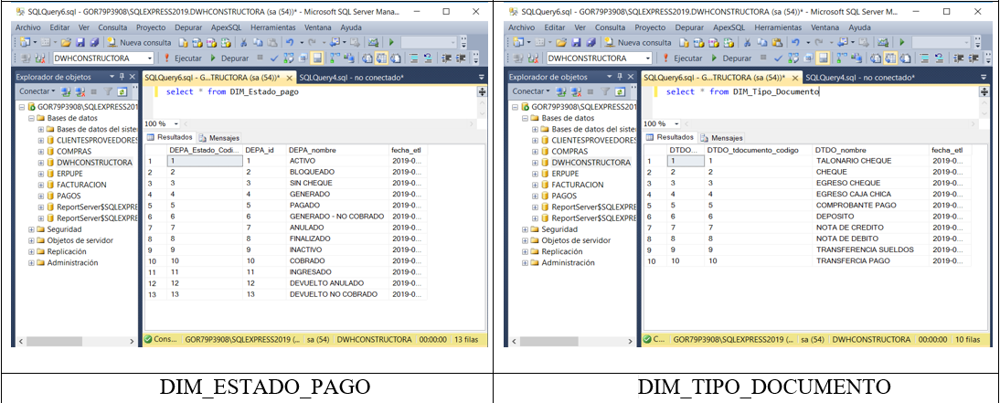 SQLQuery6.sql - GOR79P3908\SQLEXPRESS2019.DWHCONSTRUCTORA (sa (54))* - Microsoft SQL Server Mana...
Archivo Editar Ver Consulta Proyecto Depurar ApexSQL Herramientas Ventana Ayuda
Nueva consulta
DWHCONSTRUCTORA Ejecutar Depurar
Explorador de objetos
Conectar
GOR79P3908\SQLEXPRESS2019
Bases de datos
Bases de datos del sister
CLIENTESPROVEEDORES
COMPRAS
DWHCONSTRUCTORA
ERPUPE
FACTURACION
PAGOS
ReportServer$SQLEXPRE
ReportServer$SQLEXPRE
Seguridad
Objetos de servidor
Replicación
Administración
SQLQuery6.sql - G...TRUCTORA (sa (54))* SQLQuery4.sql - no conectado*
select * from DIM_Estado_pago
100 %
Resultados Mensajes
DEPA_Estado_Codi... DEPA_id DEPA_nombre fecha_etl
1 1 1 ACTIVO 2019-0...
2 2 2 BLOQUEADO 2019-0...
3 3 3 SIN CHEQUE 2019-0...
4 4 4 GENERADO 2019-0...
5 5 5 PAGADO 2019-0...
6 6 6 GENERADO - NO COBRADO 2019-0...
7 7 7 ANULADO 2019-0...
8 8 8 FINALIZADO 2019-0...
9 9 9 INACTIVO 2019-0...
10 10 10 COBRADO 2019-0...
11 11 11 INGRESADO 2019-0...
12 12 12 DEVUELTO ANULADO 2019-0...
13 13 13 DEVUELTO NO COBRADO 2019-0...
Cons... GOR79P3908\SQLEXPRESS2019 (... sa (54) DWHCONSTRUCTORA 00:00:00 13 filas
DIM_ESTADO_PAGO
SQLQuery6.sql - GOR79P3908\SQLEXPRESS2019.DWHCONSTRUCTORA (sa (54))* - Microsoft SQL Server M...
Archivo Editar Ver Consulta Proyecto Depurar ApexSQL Herramientas Ventana Ayuda
Nueva consulta
DWHCONSTRUCTORA Ejecutar Depurar
Explorador de objetos
Conectar
GOR79P3908\SQLEXPRESS2019
Bases de datos
Bases de datos del sister
CLIENTESPROVEEDORES
COMPRAS
DWHCONSTRUCTORA
ERPUPE
FACTURACION
PAGOS
ReportServer$SQLEXPRE
ReportServer$SQLEXPRE
Seguridad
Objetos de servidor
Replicación
Administración
SQLQuery6.sql - G...TRUCTORA (sa (54))* SQLQuery4.sql - no conectado*
select * from DIM_Tipo_Documento
100 %
Resultados Mensajes
DTDO... DTDO_tdocumento_codigo DTDO_nombre fecha_etl
1 1 1 TALONARIO CHEQUE 2019-0...
2 2 2 CHEQUE 2019-0...
3 3 3 EGRESO CHEQUE 2019-0...
4 4 4 EGRESO CAJA CHICA 2019-0...
5 5 5 COMPROBANTE PAGO 2019-0...
6 6 6 DEPOSITO 2019-0...
7 7 7 NOTA DE CREDITO 2019-0...
8 8 8 NOTA DE DEBITO 2019-0...
9 9 9 TRANSFERENCIA SUELDOS 2019-0...
10 10 10 TRANSFERCIA PAGO 2019-0...
C... GOR79P3908\SQLEXPRESS2019 (... sa (54) DWHCONSTRUCTORA 00:00:00 10 filas
DIM_TIPO_DOCUMENTO